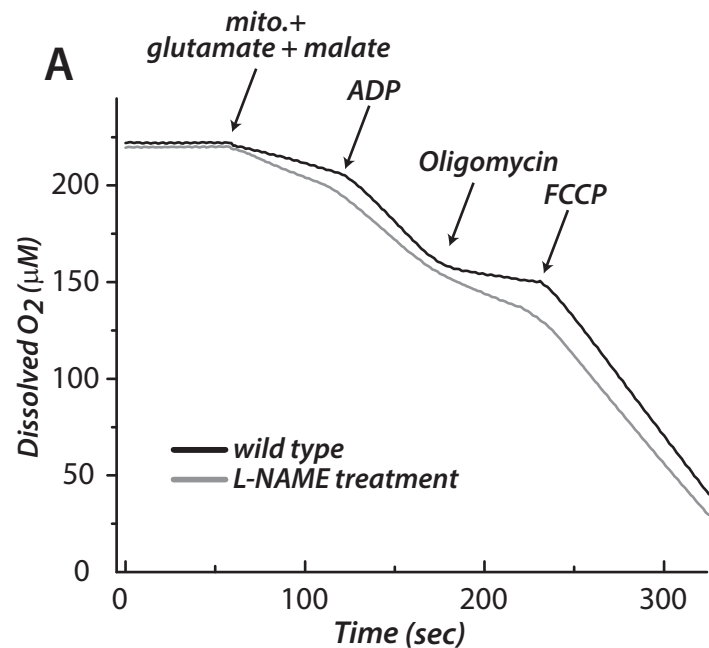 A
mito.+
glutamate + malate
ADP
Oligomycin
FCCP
Dissolved O2 (μM)
200
150
100
50
0
wild type
L-NAME treatment
0
100
200
300
Time (sec)